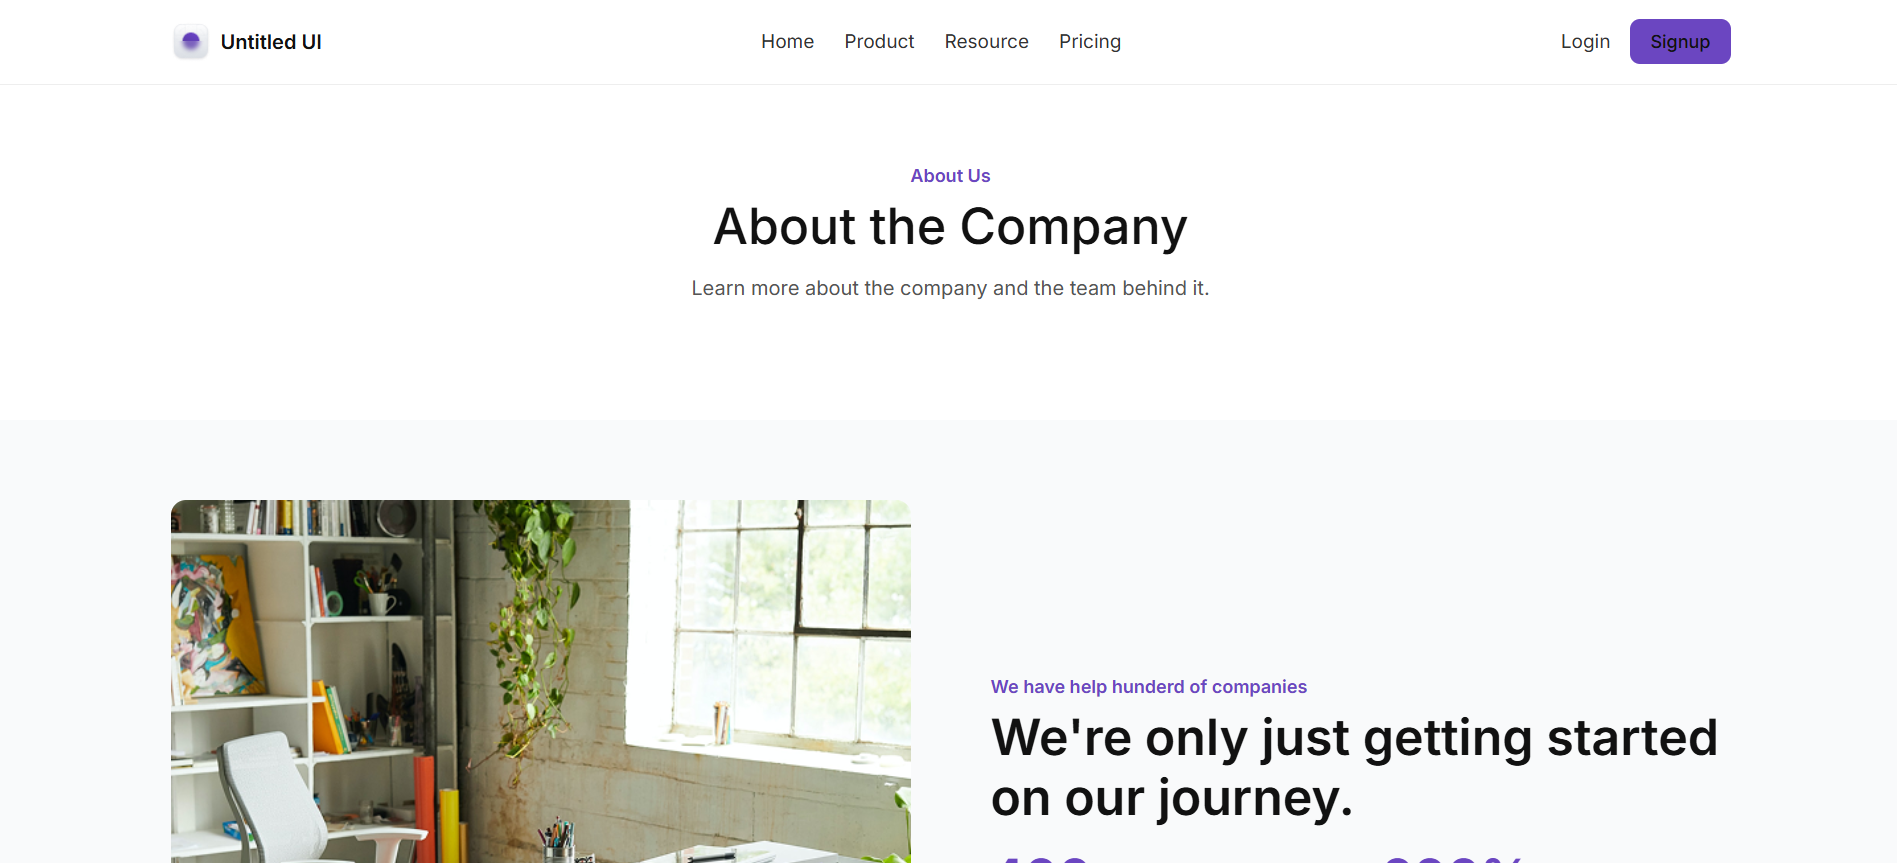 Untitled UI
Home Product Resource Pricing
Login Signup
About Us
About the Company
Learn more about the company and the team behind it.
We have help hunderd of companies
We're only just getting started
on our journey.